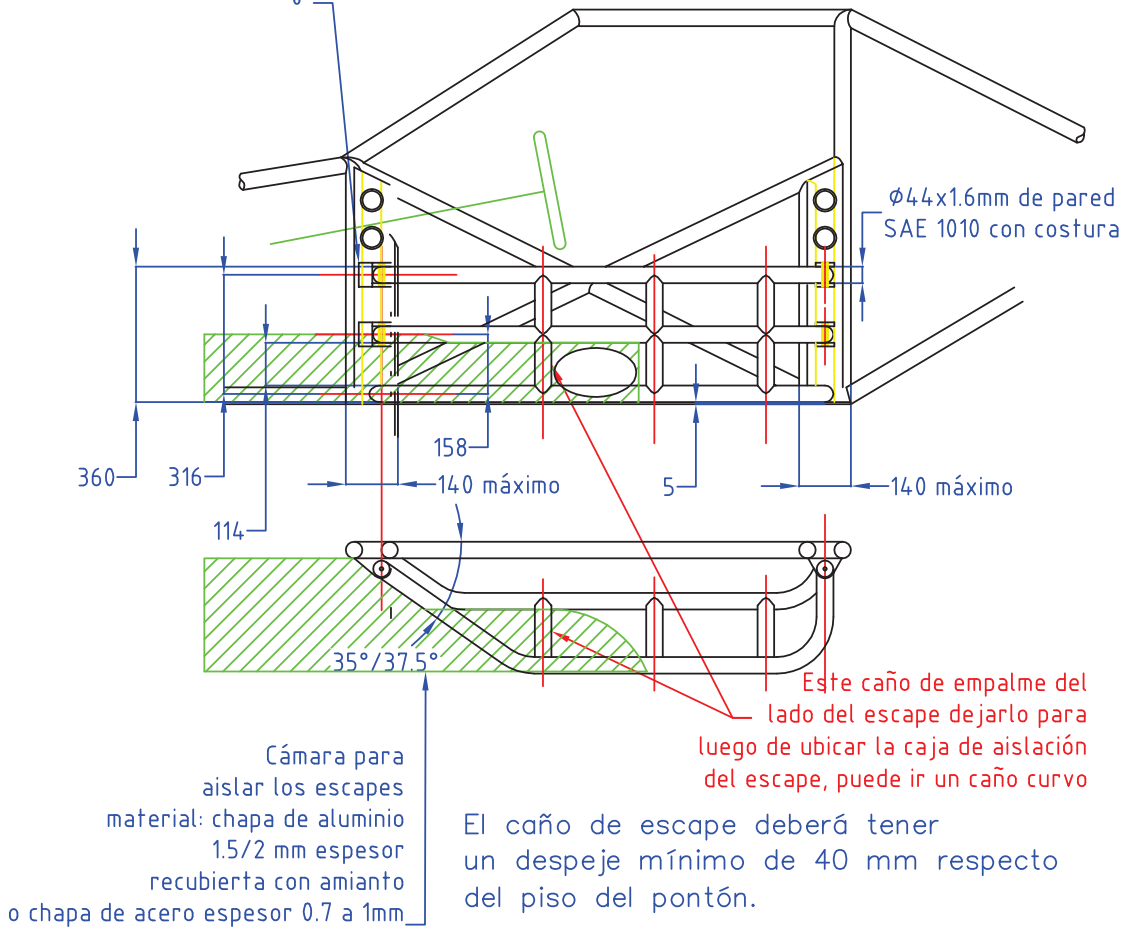 Φ44x1.6mm de pared
SAE 1010 con costura
360
316
158
114
140 máximo
5
140 máximo
35°/37.5°
Este caño de empalme del
lado del escape dejarlo para
luego de ubicar la caja de aislación
del escape, puede ir un caño curvo
Cámara para
aislar los escapes
material: chapa de aluminio
1.5/2 mm espesor
recubierta con amianto
o chapa de acero espesor 0.7 a 1mm
El caño de escape deberá tener
un despeje mínimo de 40 mm respecto
del piso del pontón.